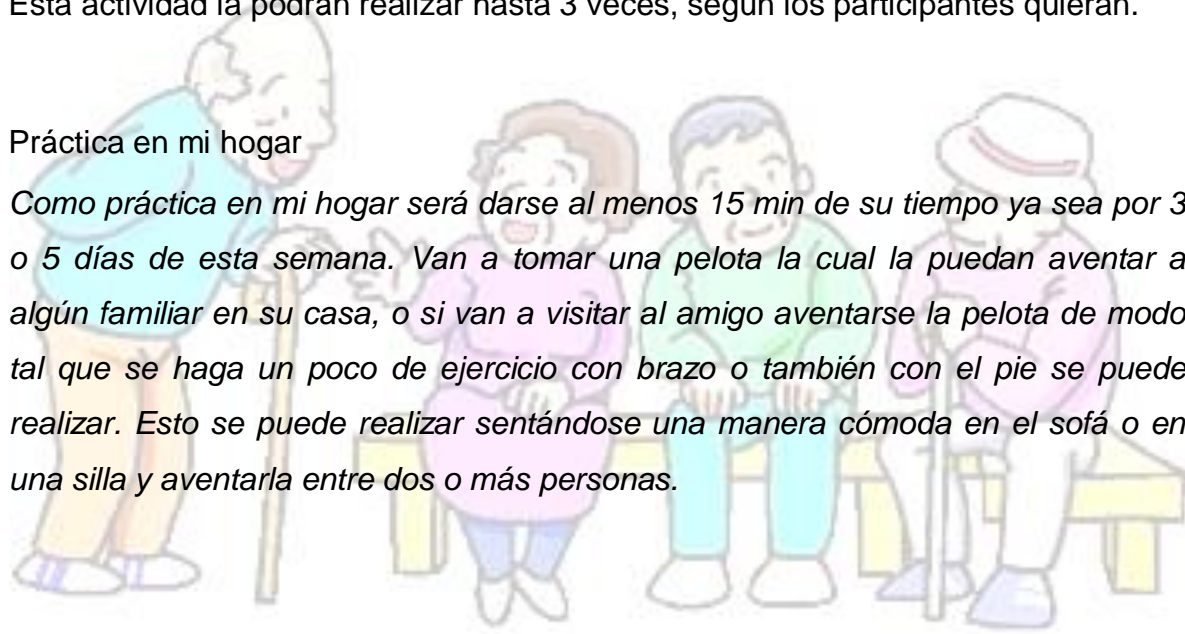 Esta actividad la podrán realizar hasta 3 veces, según los participantes quieran.
Práctica en mi hogar
Como práctica en mi hogar será darse al menos 15 min de su tiempo ya sea por 3
o 5 días de esta semana. Van a tomar una pelota la cual la puedan aventar a
algún familiar en su casa, o si van a visitar al amigo aventarse la pelota de modo
tal que se haga un poco de ejercicio con brazo o también con el pie se puede
realizar. Esto se puede realizar sentándose una manera cómoda en el sofá o en
una silla y aventarla entre dos o más personas.